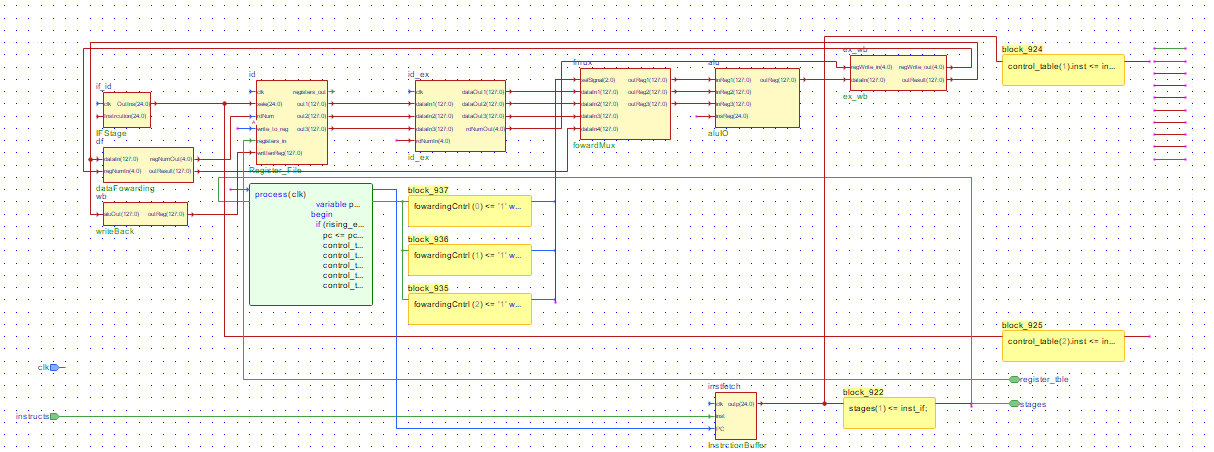 block_924
control_table(1).inst <= in...
ex_wb
regWrite_in(4.0) regWrite_out(4.0)
dataIn(127.0) outResult(127.0)
ex_wb
if_id
clk OutIns(24.0)
Instrcution(24.0)
IFStage
id
clk registers_out
isde(24.0) out1(127.0)
rdNum out2(127.0)
write_to_reg out3(127.0)
registers_in
writtenReg(127.0)
Register_File
id_ex
clk dataOut1(127.0)
dataIn1(127.0) dataOut2(127.0)
dataIn2(127.0) dataOut3(127.0)
dataIn3(127.0) rdNumOut(4.0)
rdNumIn(4.0)
id_ex
fmux
selSignal(2.0) outReg1(127.0)
dataIn1(127.0) outReg2(127.0)
dataIn2(127.0) outReg3(127.0)
dataIn3(127.0)
dataIn4(127.0)
fowardMux
alu
inReg1(127.0) outReg(127.0)
inReg2(127.0)
inReg3(127.0)
insReg(24.0)
aluIO
df
dataIn(127.0) regNumOut(4.0)
regNumIn(4.0) outResult(127.0)
dataFowarding
wb
aluOut(127.0) outReg(127.0)
writeBack
process(clk)
variable p...
begin
if (rising_e...
pc <= pc...
control_t...
control_t...
control_t...
control_t...
control_t...
block_937
fowardingCntrl (0) <= '1' w...
block_936
fowardingCntrl (1) <= '1' w...
block_935
fowardingCntrl (2) <= '1' w...
block_925
control_table(2).inst <= in...
clk
register_tble
instfetch
clk outp(24.0)
inst
PC
InstrctionBuffer
block_922
stages(1) <= inst_if;
stages
instructs